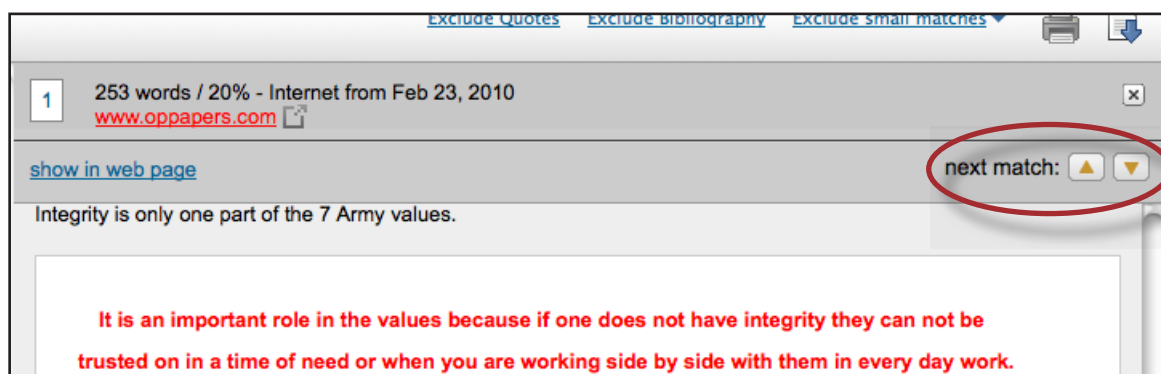 Exclude Quotes Exclude Bibliography Exclude small matches
1 253 words / 20% - Internet from Feb 23, 2010
www.oppapers.com
show in web page next match:
Integrity is only one part of the 7 Army values.
It is an important role in the values because if one does not have integrity they can not be
trusted on in a time of need or when you are working side by side with them in every day work.